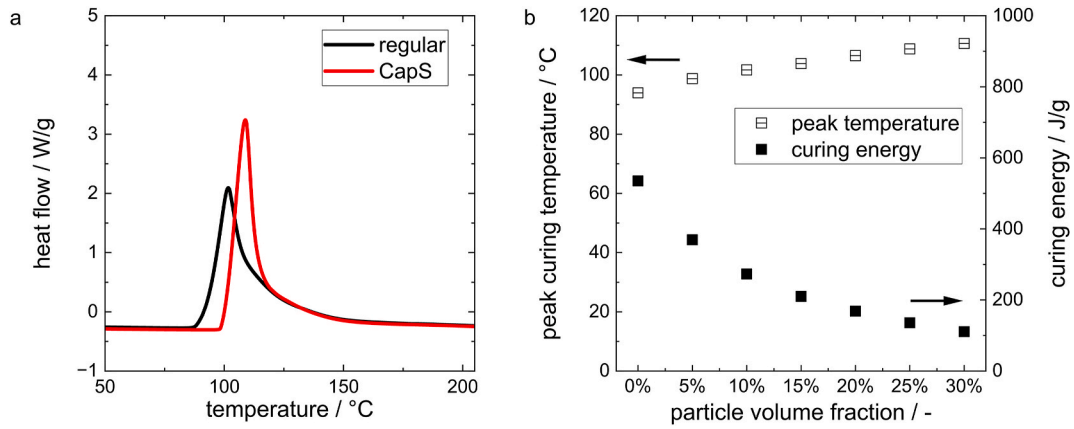 a
5
4
3
2
1
0
−1
heat flow / W/g
regular
CapS
50
100
150
200
temperature / °C
b
120
100
80
60
40
20
0
peak curing temperature / °C
peak temperature
curing energy
1000
800
600
400
200
0
curing energy / J/g
0%
5%
10%
15%
20%
25%
30%
particle volume fraction / -